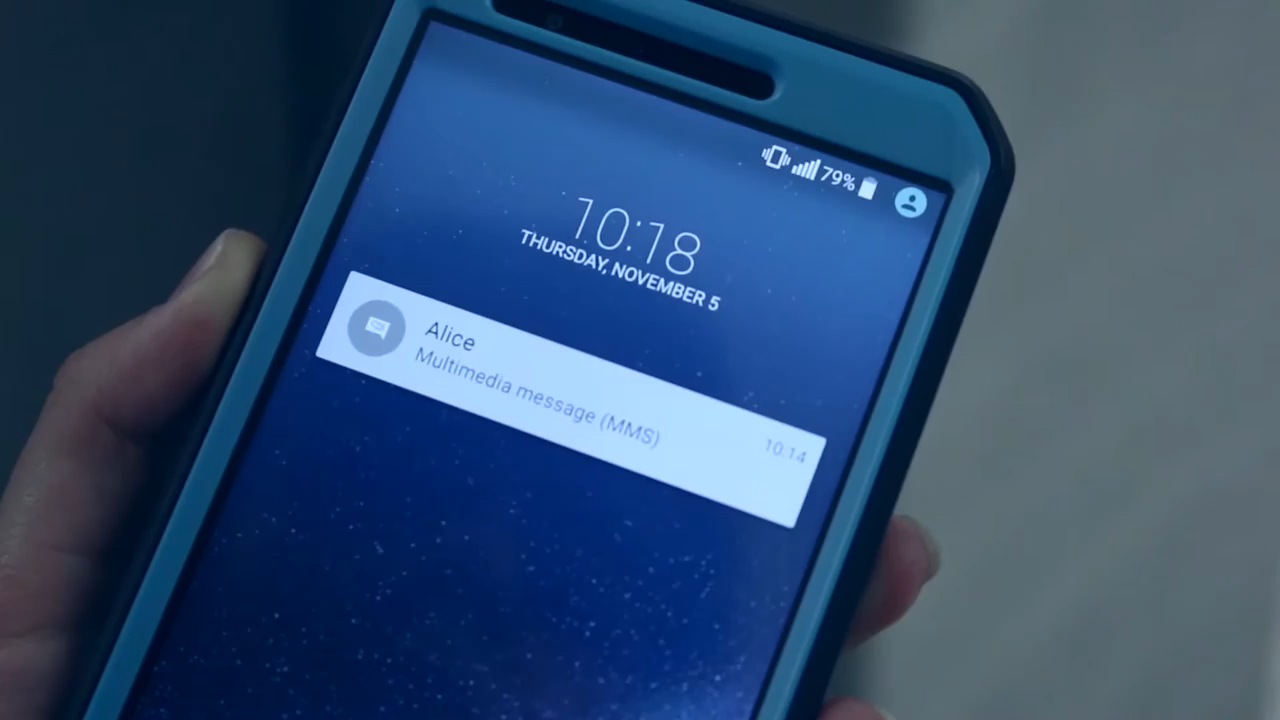 79%
10:18
THURSDAY, NOVEMBER 5
Alice
Multimedia message (MMS)
10:14